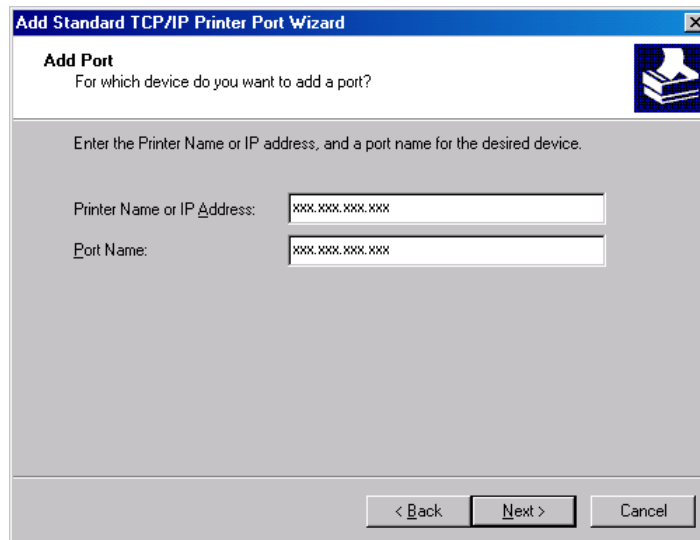 Add Standard TCP/IP Printer Port Wizard
Add Port
For which device do you want to add a port?
Enter the Printer Name or IP address, and a port name for the desired device.
Printer Name or IP Address: xxx.xxx.xxx.xxx
Port Name: xxx.xxx.xxx.xxx
< Back Next > Cancel